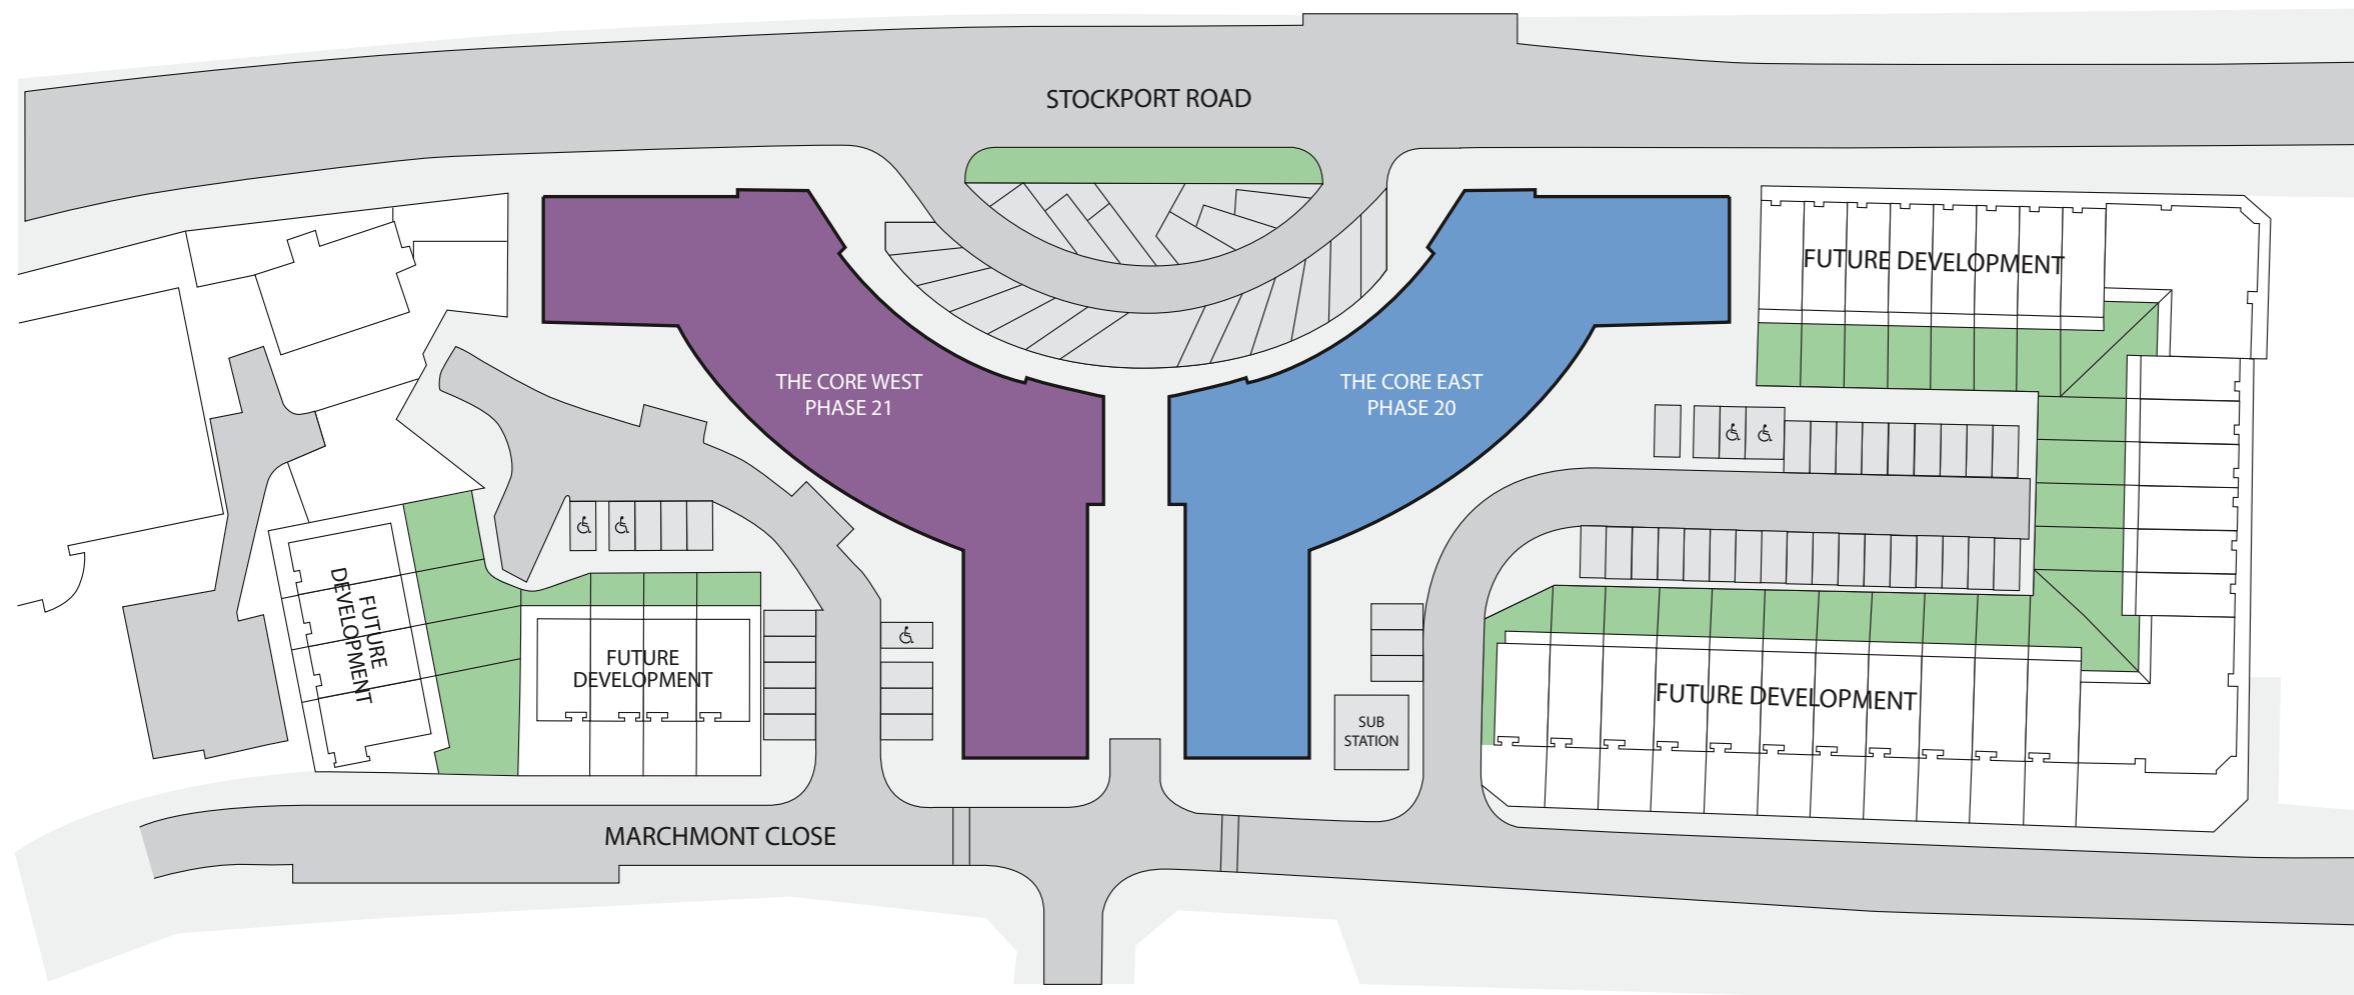 STOCKPORT ROAD
FUTURE DEVELOPMENT
THE CORE WEST
PHASE 21
THE CORE EAST
PHASE 20
FUTURE
DEVELOPMENT
FUTURE
DEVELOPMENT
FUTURE DEVELOPMENT
SUB
STATION
MARCHMONT CLOSE